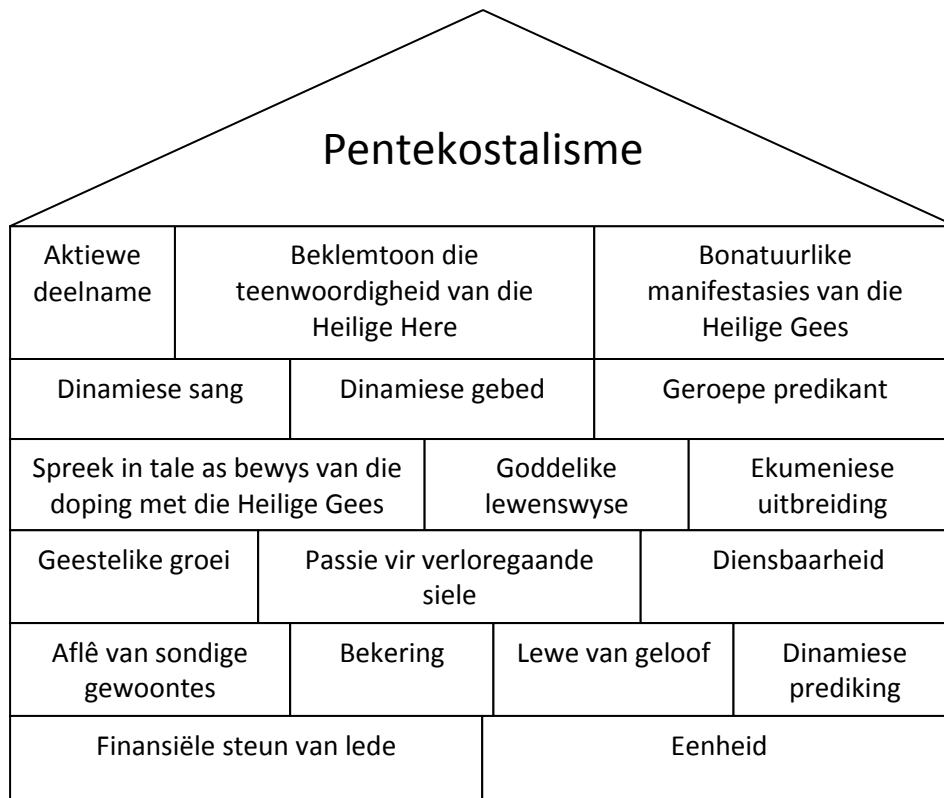 Pentekostalisme
Aktiewe
deelname
Beklemtoon die
teenwoordigheid van die
Heilige Here
Bonatuurlike
manifestasies van die
Heilige Gees
Dinamiese sang
Dinamiese gebed
Geroepe predikant
Spreek in tale as bewys van die
doping met die Heilige Gees
Goddelike
lewenswyse
Ekumeniese
uitbreiding
Geestelike groei
Passie vir verloregaande
siele
Diensbaarheid
Aflê van sondige
gewoontes
Bekering
Lewe van geloof
Dinamiese
prediking
Finansiële steun van lede
Eenheid